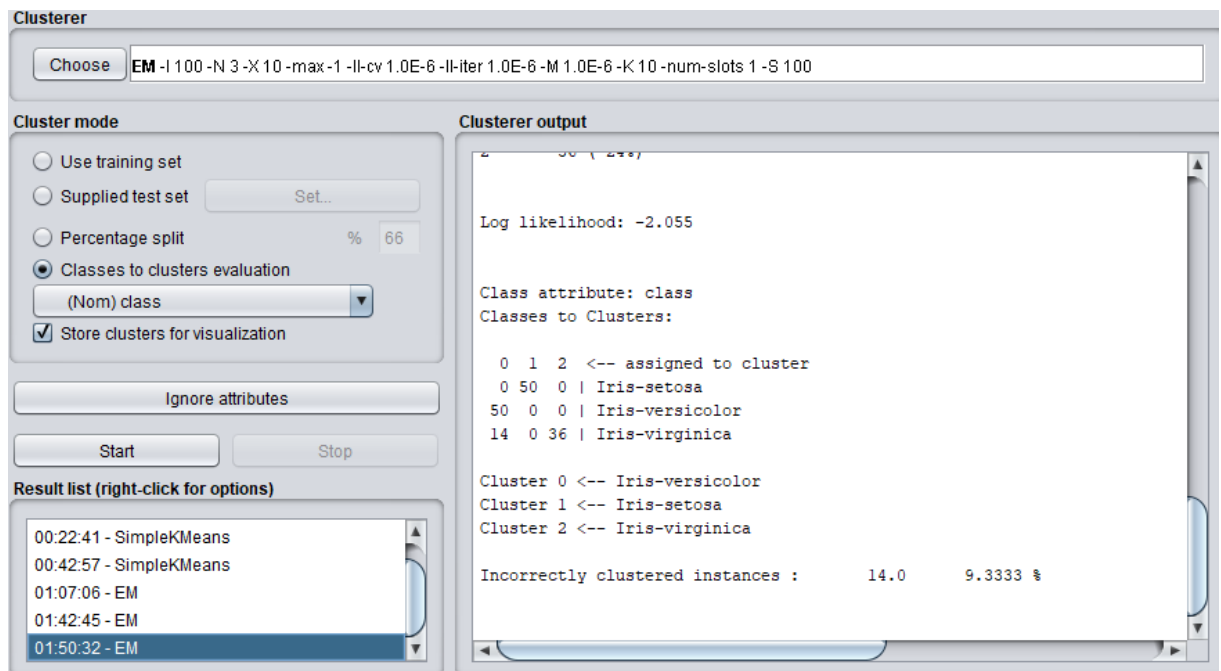 Clusterer
Choose EM -I 100 -N 3 -X 10 -max -1 -ll-cv 1.0E-6 -ll-iter 1.0E-6 -M 1.0E-6 -K 10 -num-slots 1 -S 100
Cluster mode
Use training set
Supplied test set Set...
Percentage split % 66
Classes to clusters evaluation
(Nom) class
Store clusters for visualization
Ignore attributes
Start Stop
Result list (right-click for options)
00:22:41 - SimpleKMeans
00:42:57 - SimpleKMeans
01:07:06 - EM
01:42:45 - EM
01:50:32 - EM
Clusterer output
2 36 ( 24%)
Log likelihood: -2.055
Class attribute: class
Classes to Clusters:
0 1 2 <-- assigned to cluster
0 50 0 | Iris-setosa
50 0 0 | Iris-versicolor
14 0 36 | Iris-virginica
Cluster 0 <-- Iris-versicolor
Cluster 1 <-- Iris-setosa
Cluster 2 <-- Iris-virginica
Incorrectly clustered instances : 14.0 9.3333 %